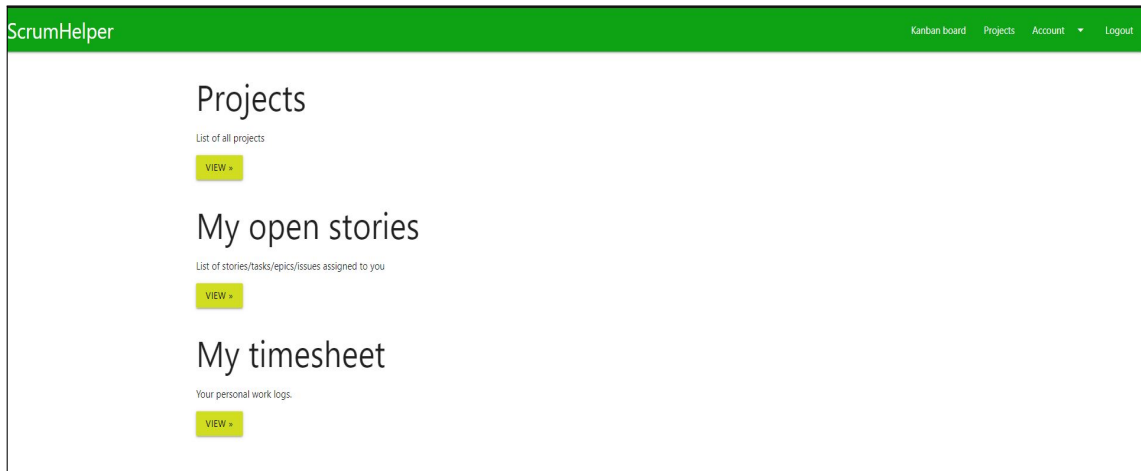 ScrumHelper
Kanban board Projects Account Logout
Projects
List of all projects
VIEW »
My open stories
List of stories/tasks/epics/issues assigned to you
VIEW »
My timesheet
Your personal work logs.
VIEW »